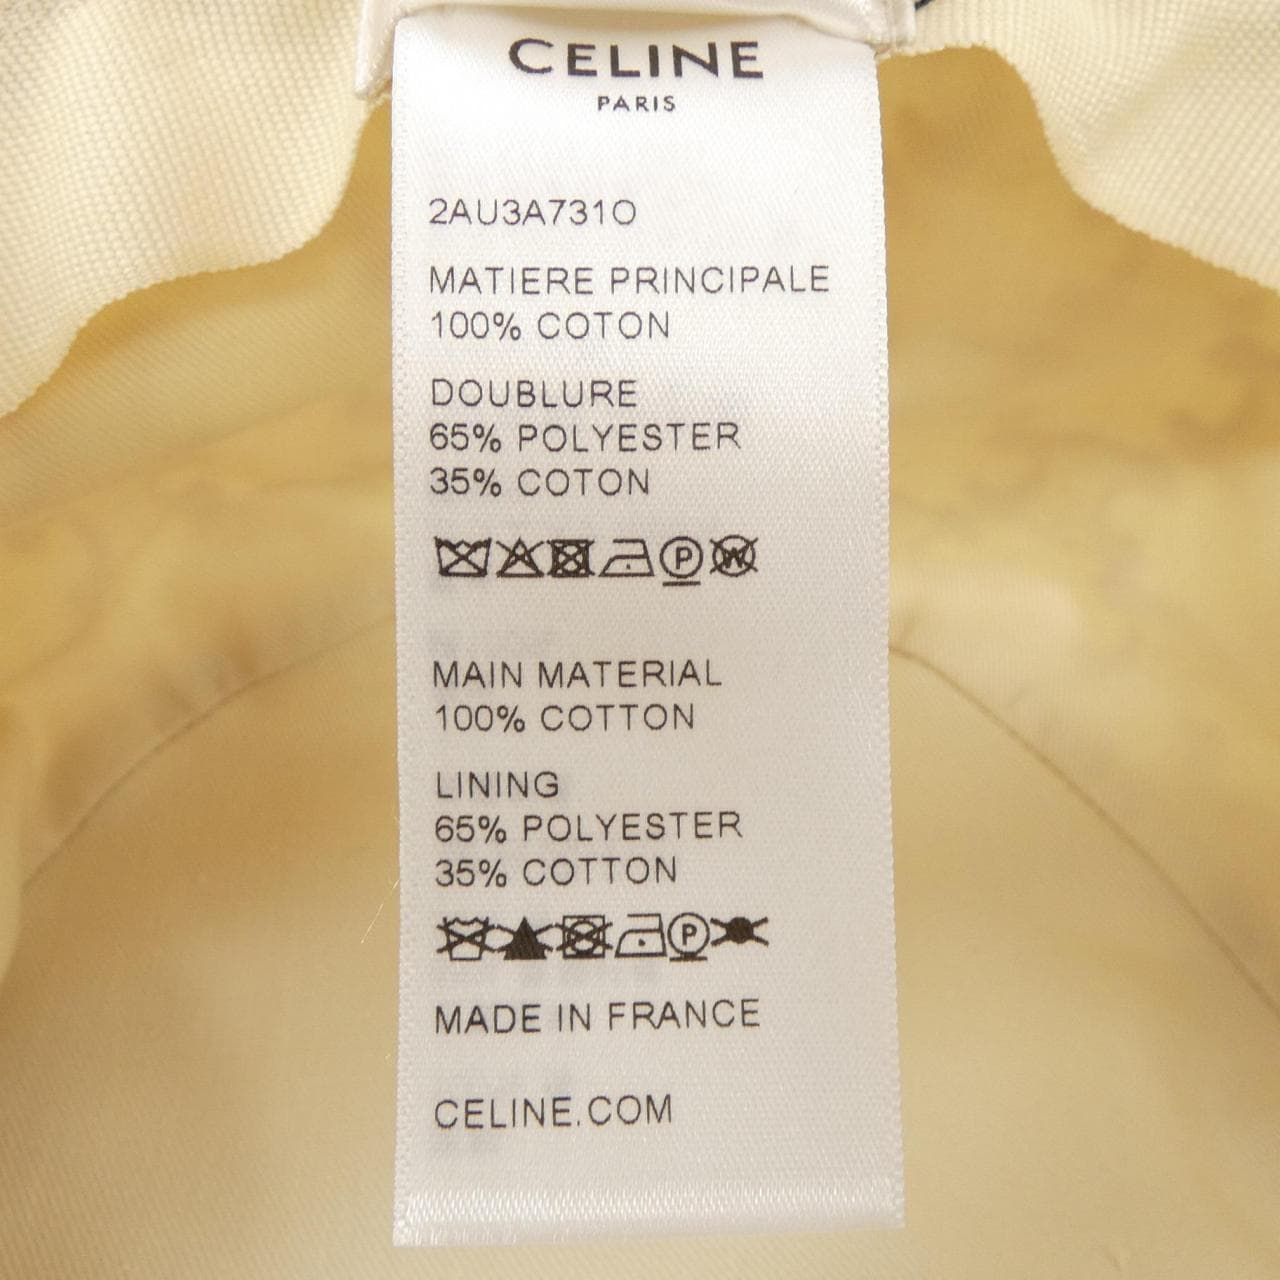 CELINE
PARIS
2AU3A731O
MATIERE PRINCIPALE
100% COTON
DOUBLURE
65% POLYESTER
35% COTON
P W
MAIN MATERIAL
100% COTTON
LINING
65% POLYESTER
35% COTTON
P
MADE IN FRANCE
CELINE.COM